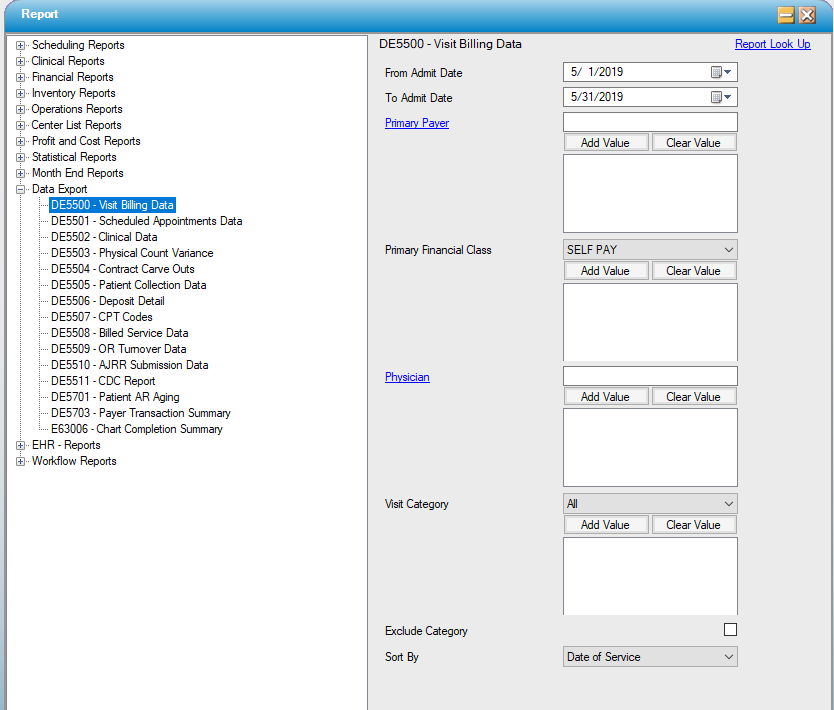 Report
Scheduling Reports
Clinical Reports
Financial Reports
Inventory Reports
Operations Reports
Center List Reports
Profit and Cost Reports
Statistical Reports
Month End Reports
Data Export
DE5500 - Visit Billing Data
DE5501 - Scheduled Appointments Data
DE5502 - Clinical Data
DE5503 - Physical Count Variance
DE5504 - Contract Carve Outs
DE5505 - Patient Collection Data
DE5506 - Deposit Detail
DE5507 - CPT Codes
DE5508 - Billed Service Data
DE5509 - OR Turnover Data
DE5510 - AJRR Submission Data
DE5511 - CDC Report
DE5701 - Patient AR Aging
DE5703 - Payer Transaction Summary
E63006 - Chart Completion Summary
EHR - Reports
Workflow Reports
DE5500 - Visit Billing Data Report Look Up
From Admit Date 5/ 1/2019
To Admit Date 5/31/2019
Primary Payer
Add Value Clear Value
Primary Financial Class SELF PAY
Add Value Clear Value
Physician
Add Value Clear Value
Visit Category All
Add Value Clear Value
Exclude Category
Sort By Date of Service